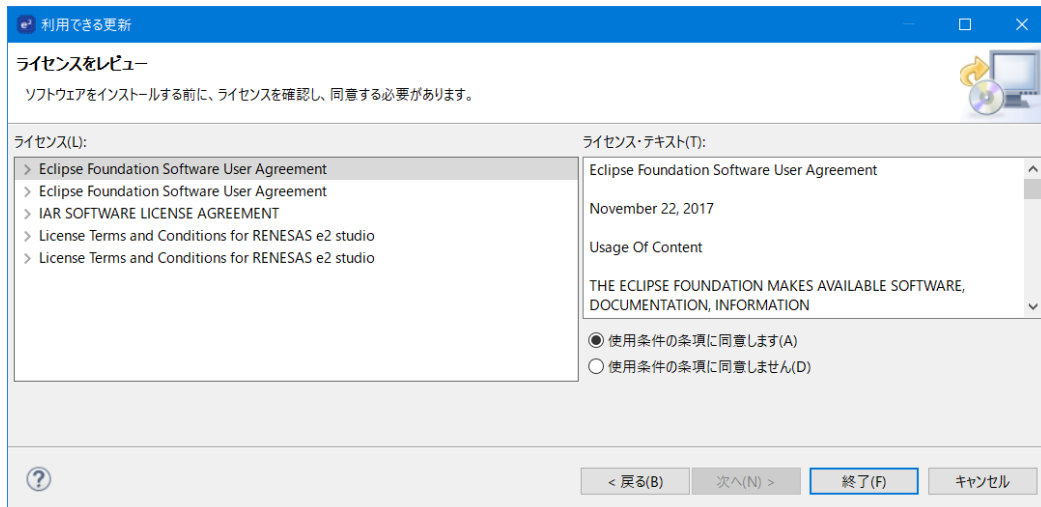 e² 利用できる更新
ライセンスをレビュー
ソフトウェアをインストールする前に、ライセンスを確認し、同意する必要があります。
ライセンス(L):
Eclipse Foundation Software User Agreement
Eclipse Foundation Software User Agreement
IAR SOFTWARE LICENSE AGREEMENT
License Terms and Conditions for RENESAS e2 studio
License Terms and Conditions for RENESAS e2 studio
ライセンス・テキスト(T):
Eclipse Foundation Software User Agreement
November 22, 2017
Usage Of Content
THE ECLIPSE FOUNDATION MAKES AVAILABLE SOFTWARE,
DOCUMENTATION, INFORMATION
使用条件の条項に同意します(A)
使用条件の条項に同意しません(D)
?
< 戻る(B)
次へ(N) >
終了(F)
キャンセル